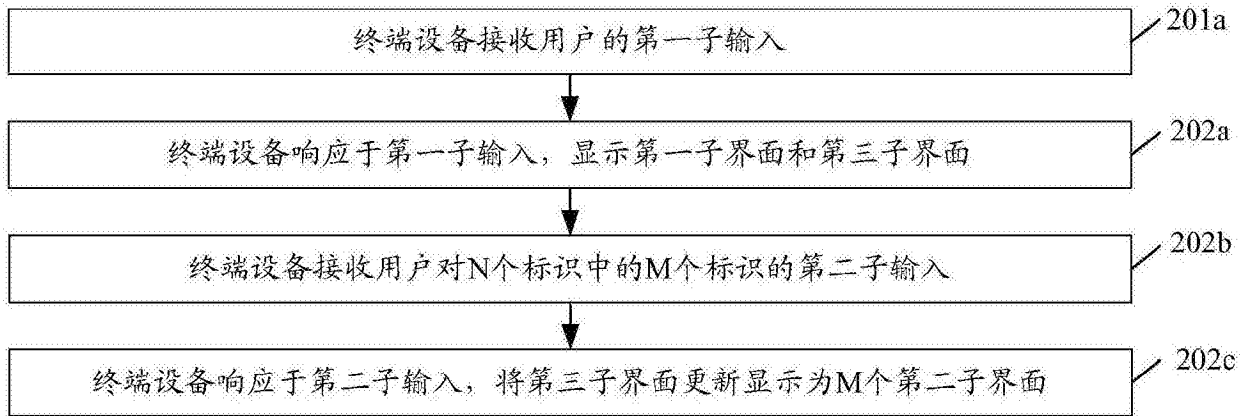 终端设备接收用户的第一子输入
201a
终端设备响应于第一子输入，显示第一子界面和第三子界面
202a
终端设备接收用户对N个标识中的M个标识的第二子输入
202b
终端设备响应于第二子输入，将第三子界面更新显示为M个第二子界面
202c